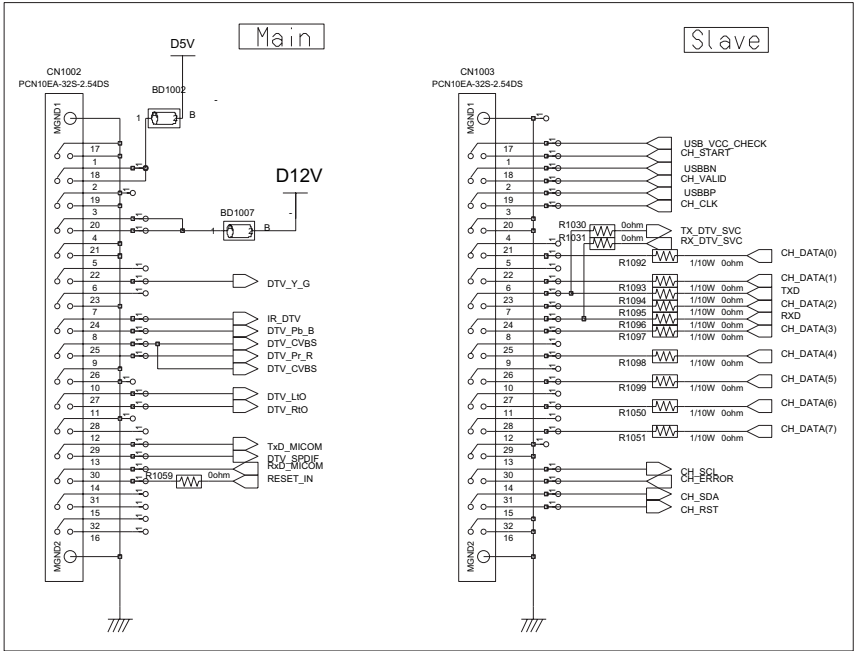 Main
D5V
CN1002
PCN10EA-32S-2.54DS
BD1002
1 A 2 B
MGND1
17
1
18
2
19
3
20
4
21
5
22
6
23
7
24
8
25
9
26
10
27
11
28
12
29
13
30
14
31
15
32
16
MGND2
D12V
BD1007
1 A 2 B
DTV_Y_G
IR_DTV
DTV_Pb_B
DTV_CVBS
DTV_Pr_R
DTV_CVBS
DTV_LtO
DTV_RtO
TxD_MICOM
DTV_SPDIF
RxD_MICOM
R1059 0ohm RESET_IN
Slave
CN1003
PCN10EA-32S-2.54DS
MGND1
17
1
18
2
19
3
20
4
21
5
22
6
23
7
24
8
25
9
26
10
27
11
28
12
29
13
30
14
31
15
32
16
MGND2
USB_VCC_CHECK
CH_START
USBBN
CH_VALID
USBBP
CH_CLK
R1030 0ohm TX_DTV_SVC
R1031 0ohm RX_DTV_SVC
R1092 1/10W 0ohm CH_DATA(0)
R1093 1/10W 0ohm CH_DATA(1)
R1094 1/10W 0ohm TXD
R1095 1/10W 0ohm CH_DATA(2)
R1096 1/10W 0ohm RXD
R1097 1/10W 0ohm CH_DATA(3)
R1098 1/10W 0ohm CH_DATA(4)
R1099 1/10W 0ohm CH_DATA(5)
R1050 1/10W 0ohm CH_DATA(6)
R1051 1/10W 0ohm CH_DATA(7)
CH_SCL
CH_ERROR
CH_SDA
CH_RST